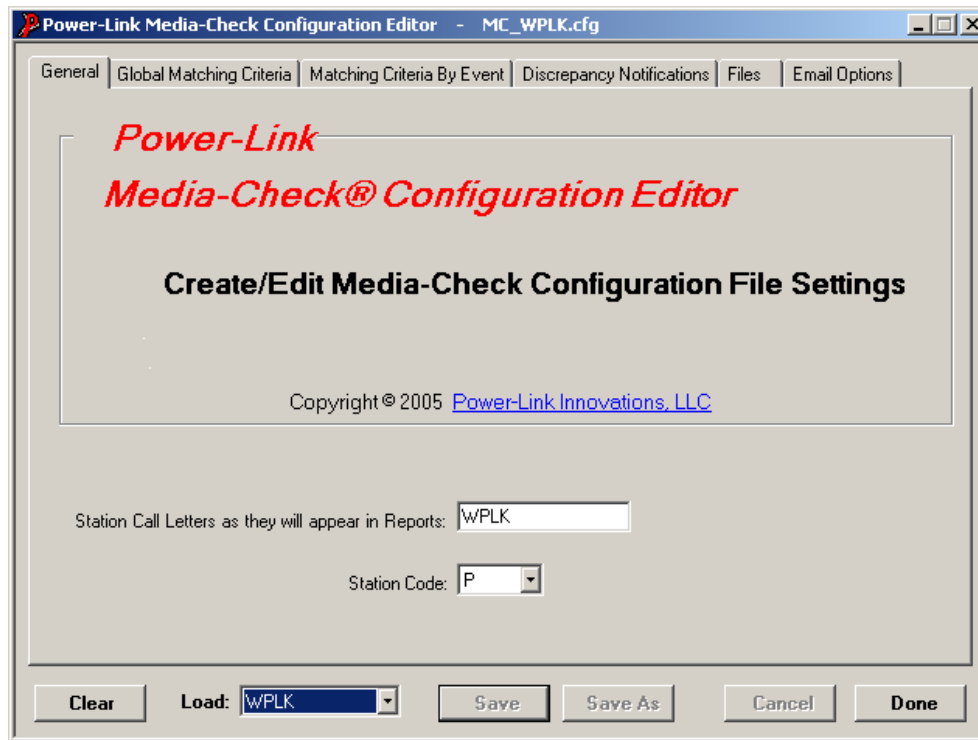 Power-Link Media-Check Configuration Editor - MC_WPLK.cfg
General Global Matching Criteria Matching Criteria By Event Discrepancy Notifications Files Email Options
Power-Link
Media-Check® Configuration Editor
Create/Edit Media-Check Configuration File Settings
Copyright © 2005 Power-Link Innovations, LLC
Station Call Letters as they will appear in Reports: WPLK
Station Code: P
Clear Load: WPLK Save Save As Cancel Done